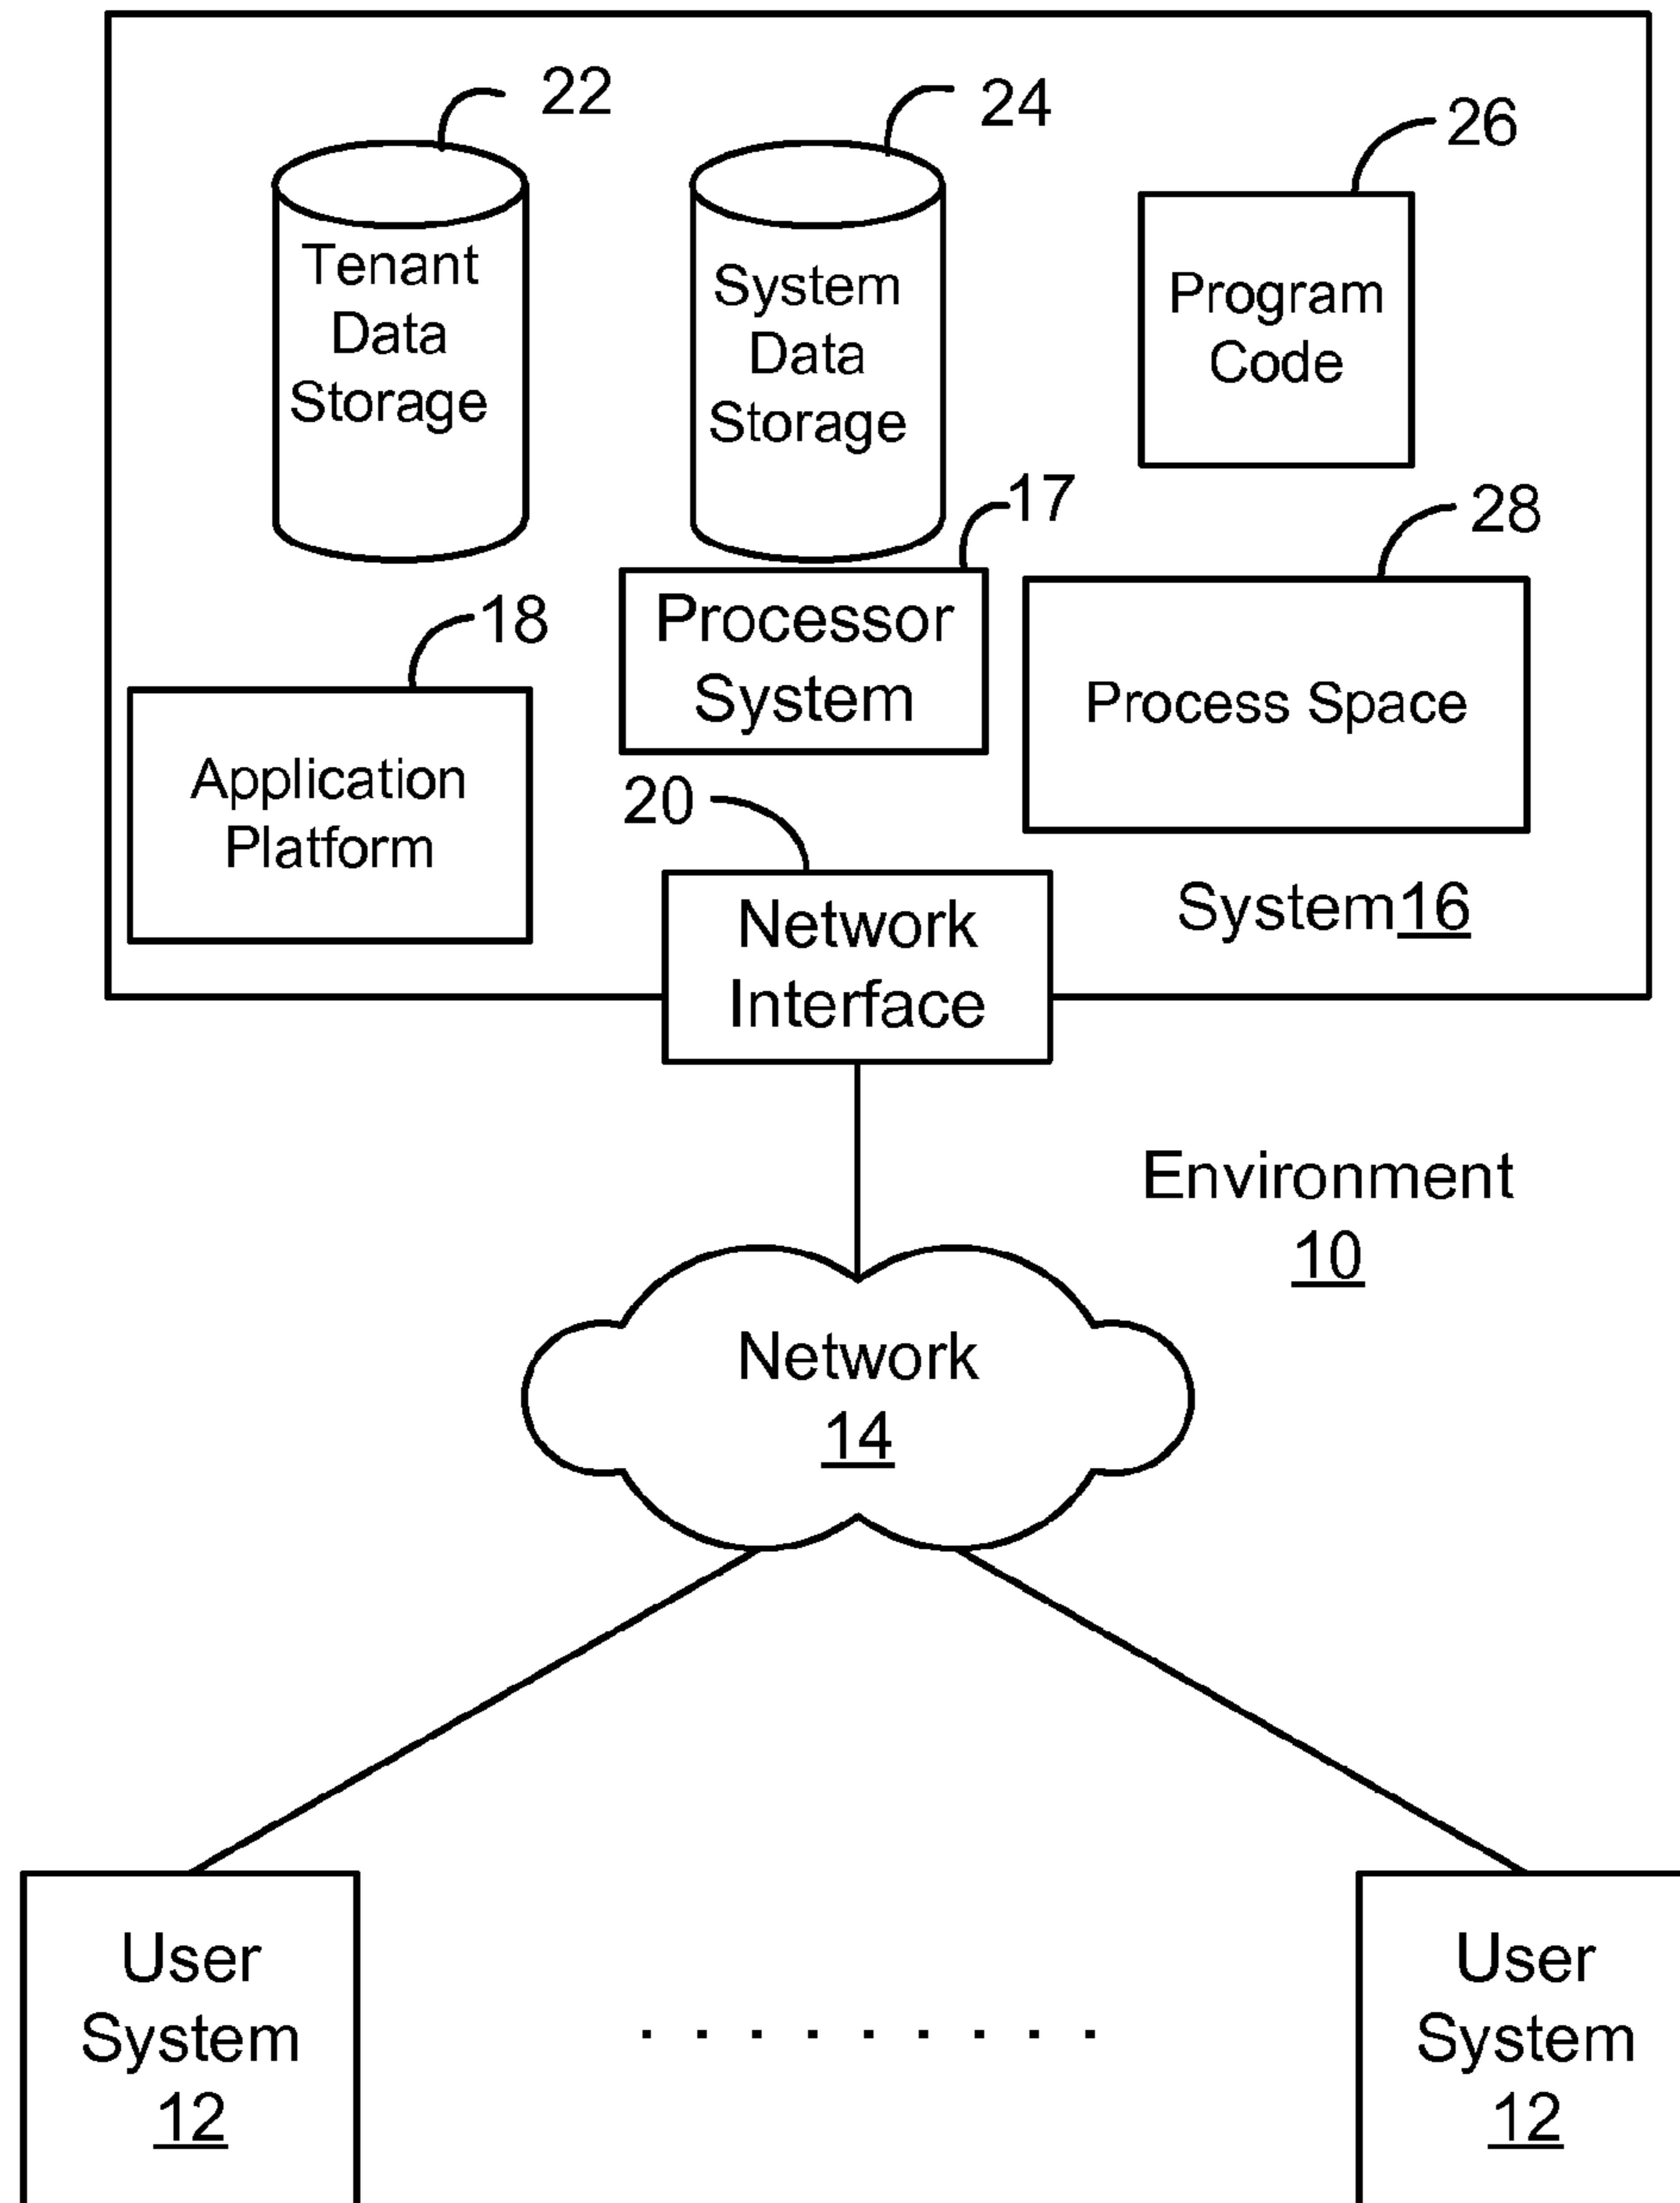 22
24
26
Tenant
Data
Storage
System
Data
Storage
Program
Code
17
28
18
Processor
System
Process Space
Application
Platform
20
Network
Interface
System16
Environment
10
Network
14
User
System
12
. . . . . . . . .
User
System
12